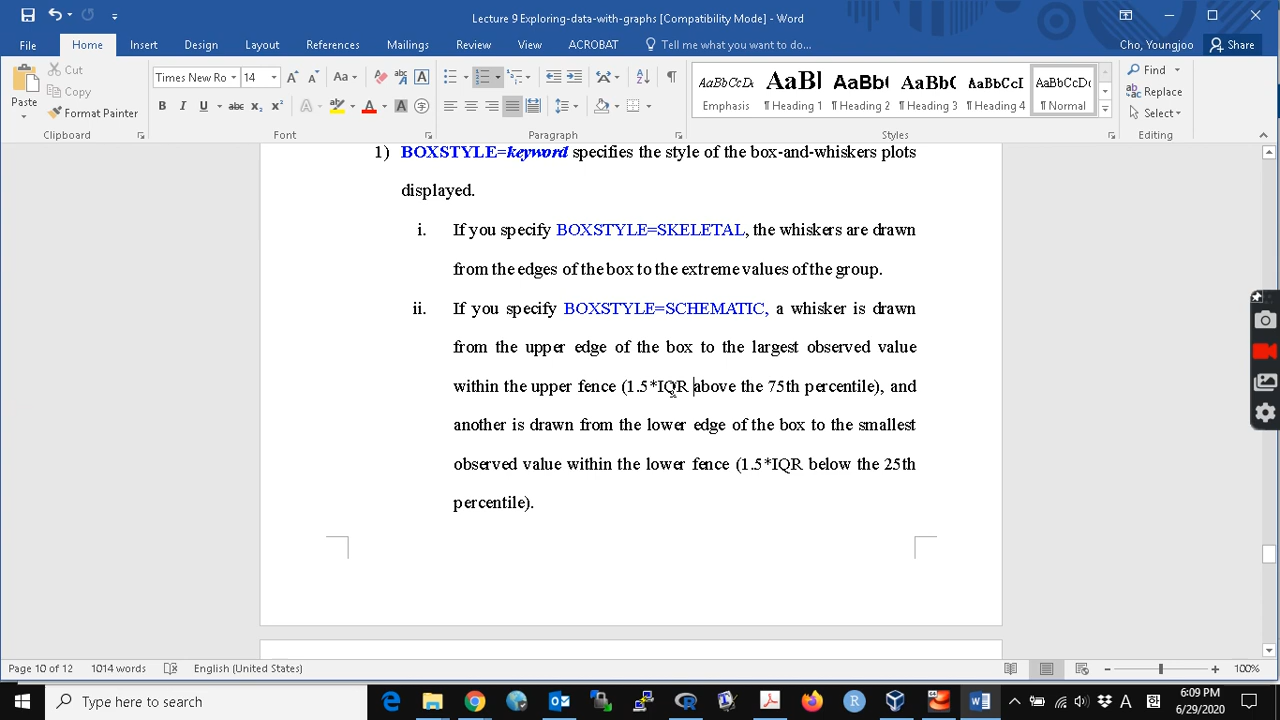 Lecture 9 Exploring-data-with-graphs [Compatibility Mode] - Word
File Home Insert Design Layout References Mailings Review View ACROBAT Tell me what you want to do... Cho, Youngjoo Share
Paste
Cut
Copy
Format Painter
Clipboard
Times New Ro 14
Font
Paragraph
AaBbCcDc Emphasis
AaBl ¶ Heading 1
AaBb( ¶ Heading 2
AaBb( ¶ Heading 3
AaBbCcI ¶ Heading 4
AaBbCcDc ¶ Normal
Styles
Find
Replace
Select
Editing
1) BOXSTYLE=keyword specifies the style of the box-and-whiskers plots
displayed.
i. If you specify BOXSTYLE=SKELETAL, the whiskers are drawn
from the edges of the box to the extreme values of the group.
ii. If you specify BOXSTYLE=SCHEMATIC, a whisker is drawn
from the upper edge of the box to the largest observed value
within the upper fence (1.5*IQR above the 75th percentile), and
another is drawn from the lower edge of the box to the smallest
observed value within the lower fence (1.5*IQR below the 25th
percentile).
Page 10 of 12 1014 words English (United States) 100%
Type here to search
6:09 PM
6/29/2020